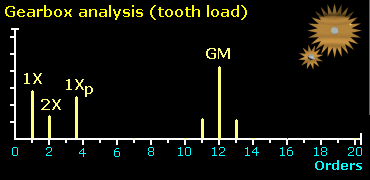 Gearbox analysis (tooth load)
GM
1X
1Xp
2X
0 2 4 6 8 10 12 14 16 18 20
Orders